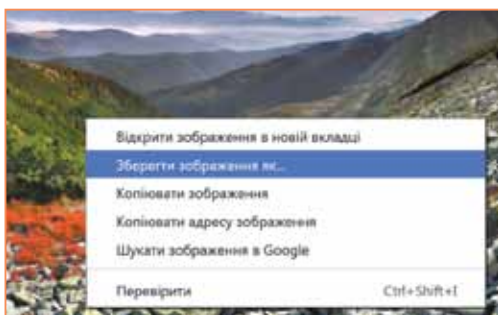 Відкрити зображення в новій вкладці
Зберегти зображення як...
Копіювати зображення
Копіювати адресу зображення
Шукати зображення в Google
Перевірити Ctrl+Shift+I